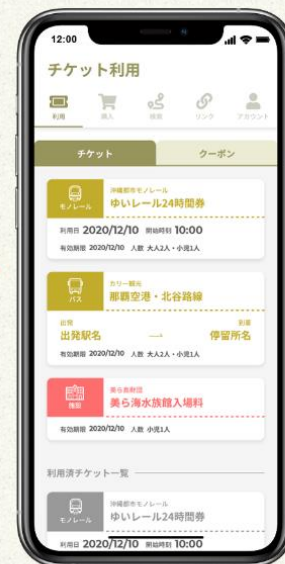 12:00
チケット利用
利用 購入 検索 リンク アカウント
チケット クーポン
沖縄都市モノレール
ゆいレール24時間券
モノレール
利用日 2020/12/10 開始時刻 10:00
有効期限 2020/12/10 人数 大人2人・小児1人
カリー観光
那覇空港・北谷路線
バス
出発 到着
出発駅名 → 停留所名
有効期限 2020/12/10 人数 大人2人・小児1人
美ら島財団
美ら海水族館入場料
施設
有効期限 2020/12/10 人数 小児1人
利用済チケット一覧
沖縄都市モノレール
ゆいレール24時間券
モノレール
利用日 2020/12/10 開始時刻 10:00